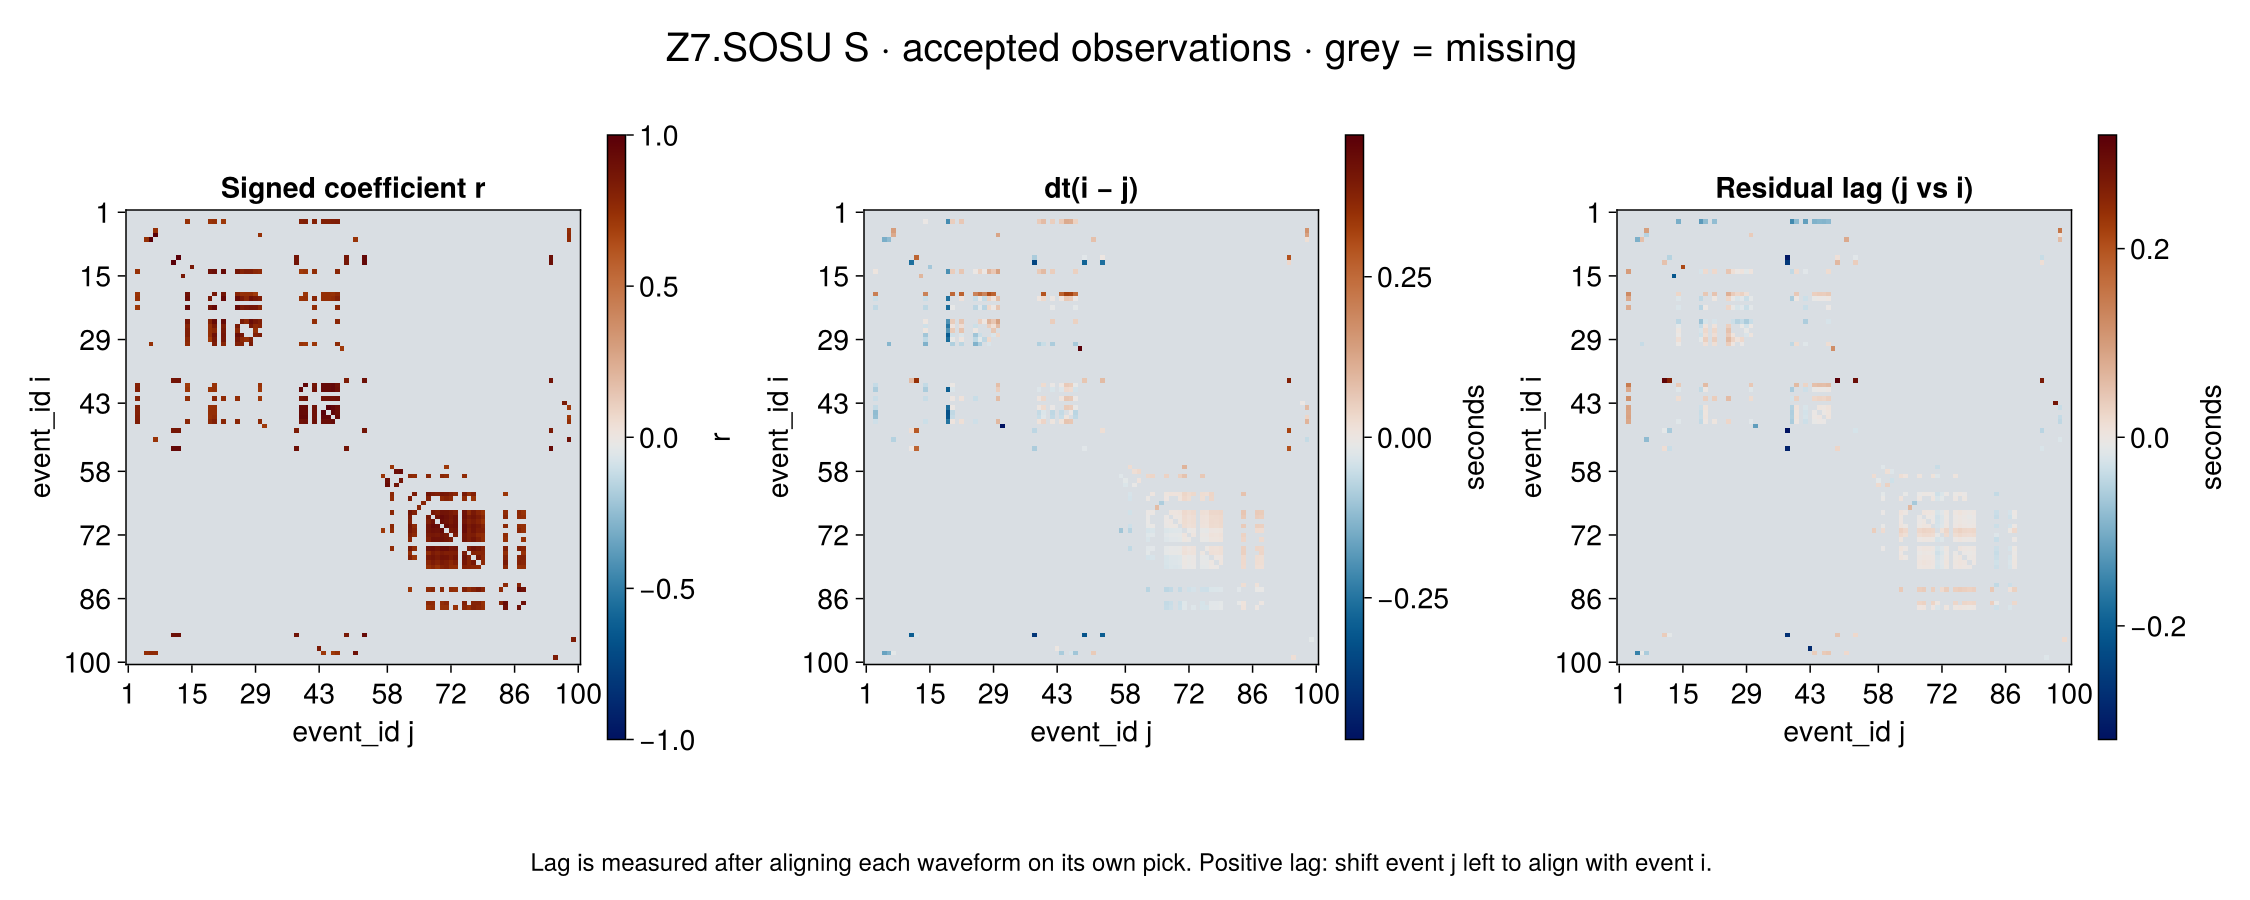 Z7.SOSU S · accepted observations · grey = missing
Signed coefficient r
event_id i
1
15
29
43
58
72
86
100
1 15 29 43 58 72 86 100
event_id j
1.0
0.5
0.0
−0.5
−1.0
r
dt(i − j)
event_id i
1
15
29
43
58
72
86
100
1 15 29 43 58 72 86 100
event_id j
0.25
0.00
−0.25
seconds
Residual lag (j vs i)
event_id i
1
15
29
43
58
72
86
100
1 15 29 43 58 72 86 100
event_id j
0.2
0.0
−0.2
seconds
Lag is measured after aligning each waveform on its own pick. Positive lag: shift event j left to align with event i.